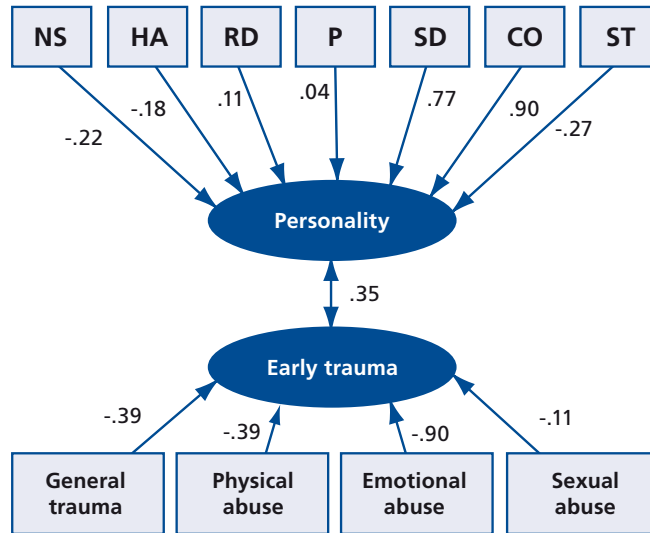 NS HA RD P SD CO ST
-.22 -.18 .11 .04 .77 .90 -.27
Personality
.35
Early trauma
-.39 -.39 -.90 -.11
General
trauma
Physical
abuse
Emotional
abuse
Sexual
abuse